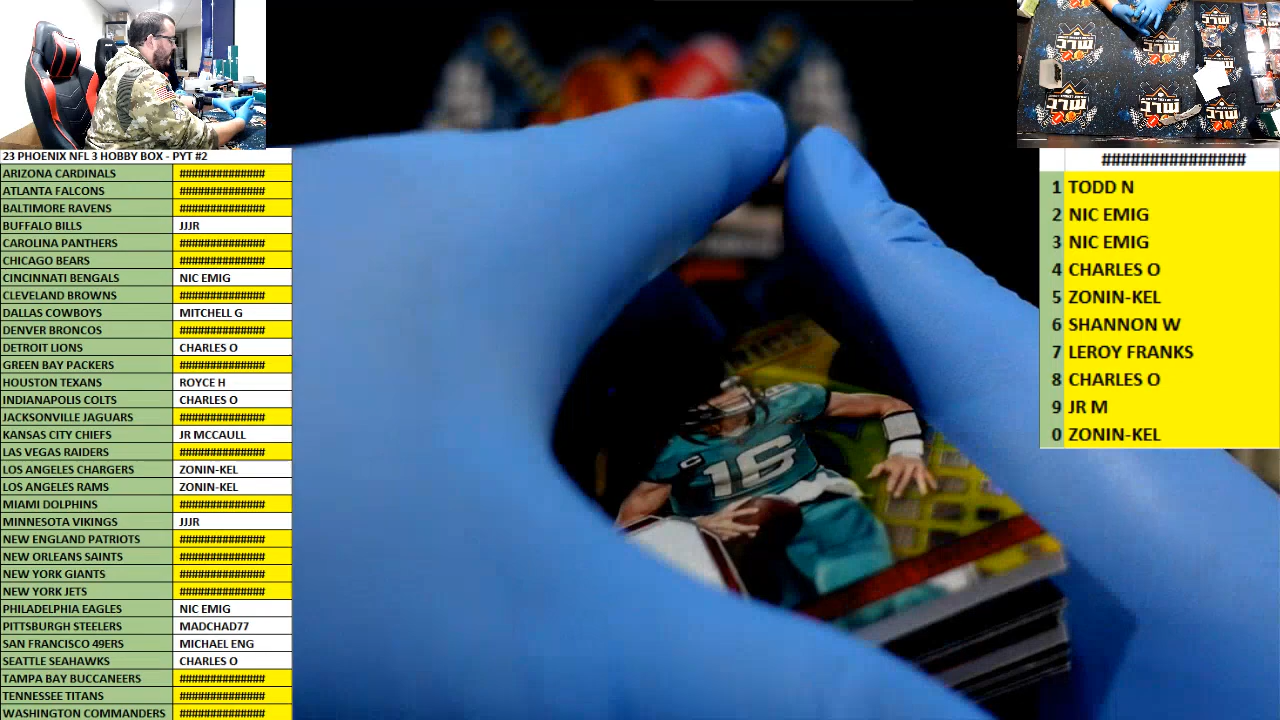 23 PHOENIX NFL 3 HOBBY BOX - PYT #2
ARIZONA CARDINALS ##############
ATLANTA FALCONS ##############
BALTIMORE RAVENS ##############
BUFFALO BILLS JJJR
CAROLINA PANTHERS ##############
CHICAGO BEARS ##############
CINCINNATI BENGALS NIC EMIG
CLEVELAND BROWNS ##############
DALLAS COWBOYS MITCHELL G
DENVER BRONCOS ##############
DETROIT LIONS CHARLES O
GREEN BAY PACKERS ##############
HOUSTON TEXANS ROYCE H
INDIANAPOLIS COLTS CHARLES O
JACKSONVILLE JAGUARS ##############
KANSAS CITY CHIEFS JR MCCAULL
LAS VEGAS RAIDERS ##############
LOS ANGELES CHARGERS ZONIN-KEL
LOS ANGELES RAMS ZONIN-KEL
MIAMI DOLPHINS ##############
MINNESOTA VIKINGS JJJR
NEW ENGLAND PATRIOTS ##############
NEW ORLEANS SAINTS ##############
NEW YORK GIANTS ##############
NEW YORK JETS ##############
PHILADELPHIA EAGLES NIC EMIG
PITTSBURGH STEELERS MADCHAD77
SAN FRANCISCO 49ERS MICHAEL ENG
SEATTLE SEAHAWKS CHARLES O
TAMPA BAY BUCCANEERS ##############
TENNESSEE TITANS ##############
WASHINGTON COMMANDERS ##############
16
###############
1 TODD N
2 NIC EMIG
3 NIC EMIG
4 CHARLES O
5 ZONIN-KEL
6 SHANNON W
7 LEROY FRANKS
8 CHARLES O
9 JR M
0 ZONIN-KEL